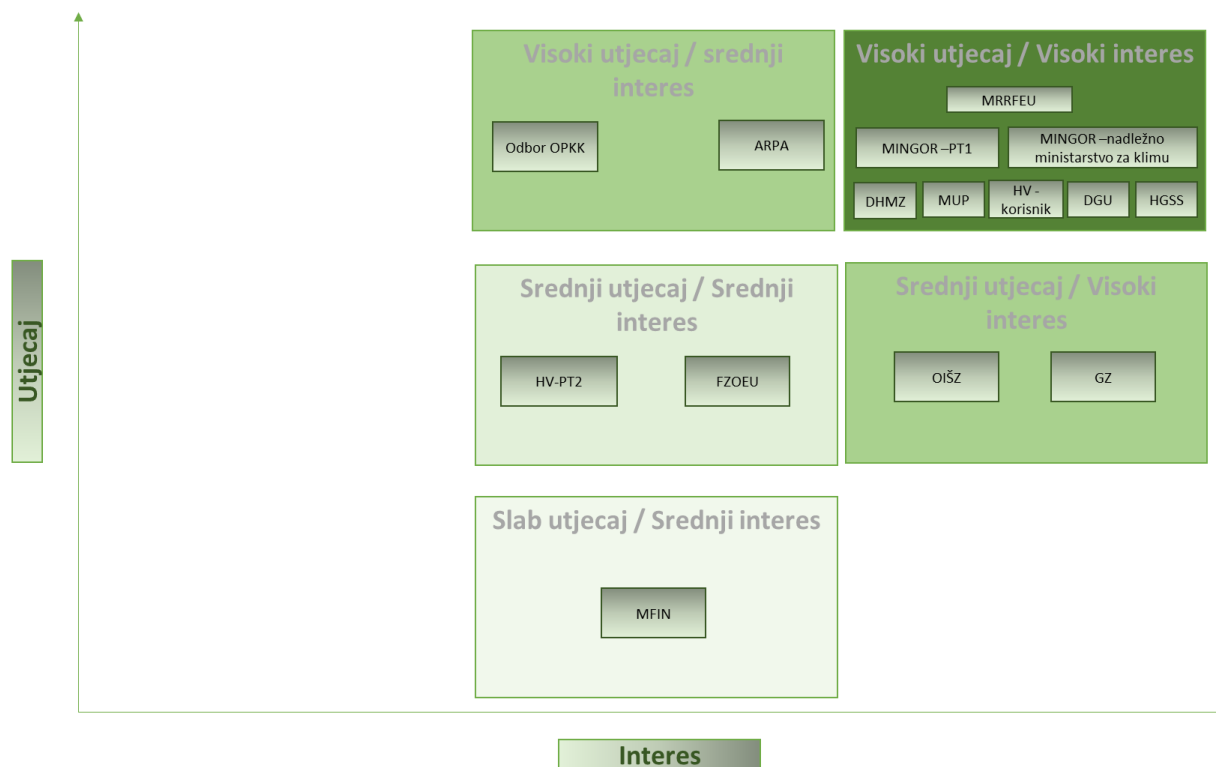 Visoki utjecaj / srednji
interes
Odbor OPKK
ARPA
Visoki utjecaj / Visoki interes
MRRFEU
MINGOR –PT1
MINGOR –nadležno
ministarstvo za klimu
DHMZ
MUP
HV -
korisnik
DGU
HGSS
Utjecaj
Srednji utjecaj / Srednji
interes
HV-PT2
FZOEU
Srednji utjecaj / Visoki
interes
OIŠZ
GZ
Slab utjecaj / Srednji interes
MFIN
Interes